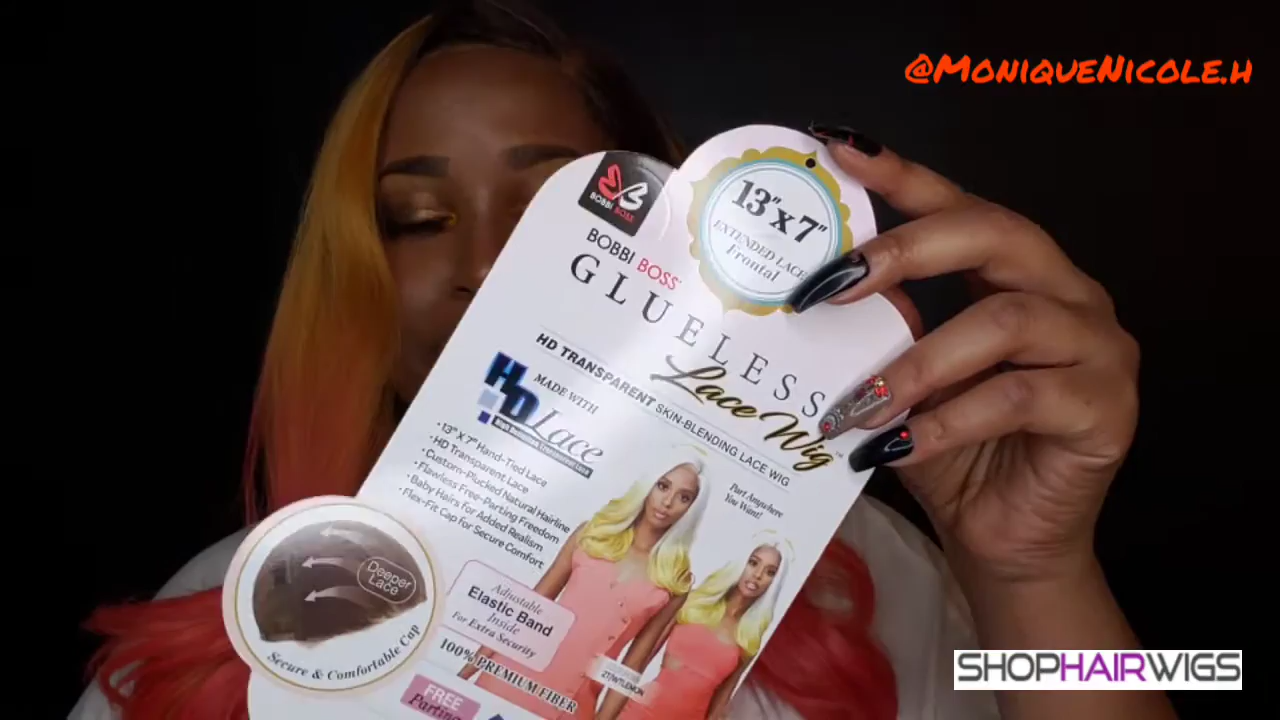 @MoniqueNicole.h
BOBBI BOSS
13"x7"
EXTENDED LACE
Frontal
BOBBI BOSS
GLUELESS
Lace Wig™
HD TRANSPARENT SKIN-BLENDING LACE WIG
MADE WITH
HD Lace
• 13" X 7" Hand-Tied Lace
• HD Transparent Lace
• Custom-Plucked Natural Hairline
• Flawless Free-Parting Freedom
• Baby Hairs for Added Realism
• Flex-Fit Cap for Secure Comfort
Part Anywhere
You Want!
Deeper
Lace
Secure & Comfortable Cap
Adjustable
Elastic Band
Inside
For Extra Security
100% PREMIUM FIBER
FREE
Parting
SHOPHAIRWIGS